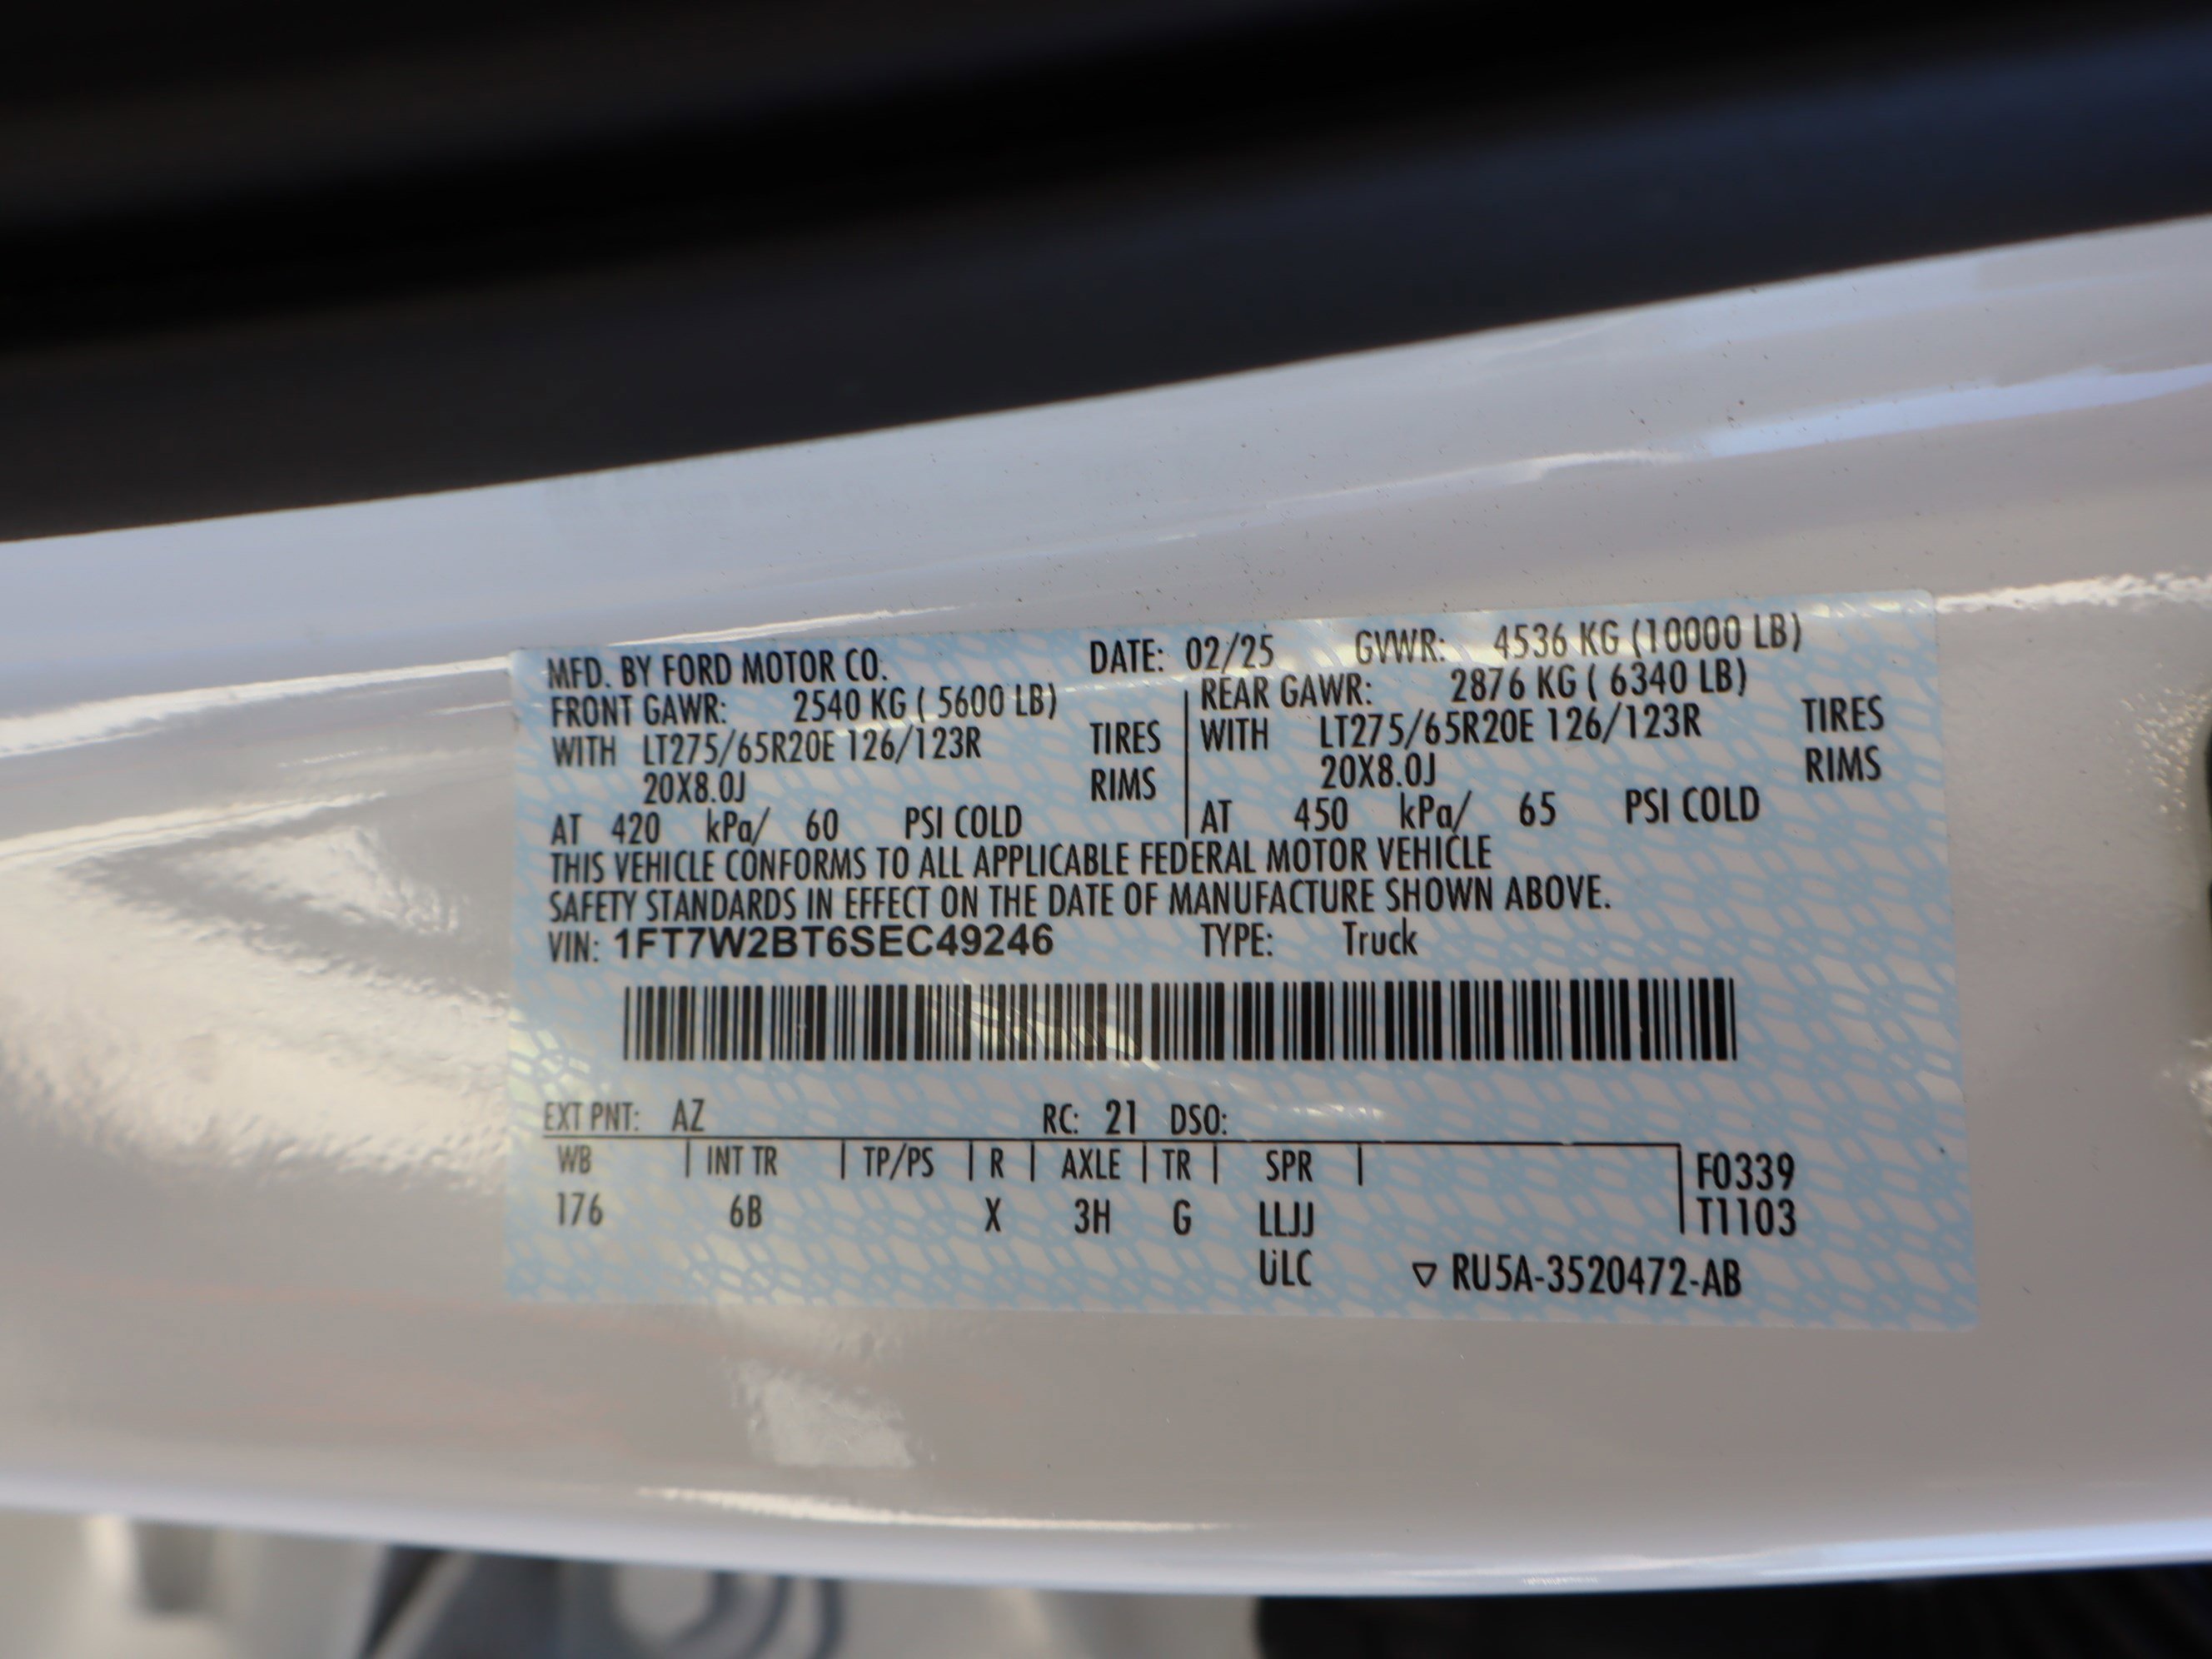 MFD. BY FORD MOTOR CO. DATE: 02/25 GVWR: 4536 KG (10000 LB)
FRONT GAWR: 2540 KG ( 5600 LB) REAR GAWR: 2876 KG ( 6340 LB)
WITH LT275/65R20E 126/123R TIRES WITH LT275/65R20E 126/123R TIRES
20X8.0J RIMS 20X8.0J RIMS
AT 420 kPa/ 60 PSI COLD AT 450 kPa/ 65 PSI COLD
THIS VEHICLE CONFORMS TO ALL APPLICABLE FEDERAL MOTOR VEHICLE
SAFETY STANDARDS IN EFFECT ON THE DATE OF MANUFACTURE SHOWN ABOVE.
VIN: 1FT7W2BT6SEC49246 TYPE: Truck
EXT PNT: AZ RC: 21 DSO:
WB | INT TR | TP/PS | R | AXLE | TR | SPR | F0339
176 6B X 3H G LLJJ T1103
ULC ▽ RU5A-3520472-AB